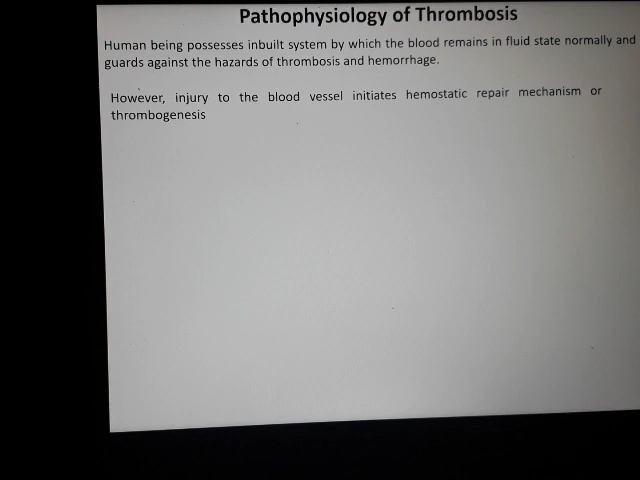 Pathophysiology of Thrombosis
Human being possesses inbuilt system by which the blood remains in fluid state normally and
guards against the hazards of thrombosis and hemorrhage.
However, injury to the blood vessel initiates hemostatic repair mechanism or
thrombogenesis